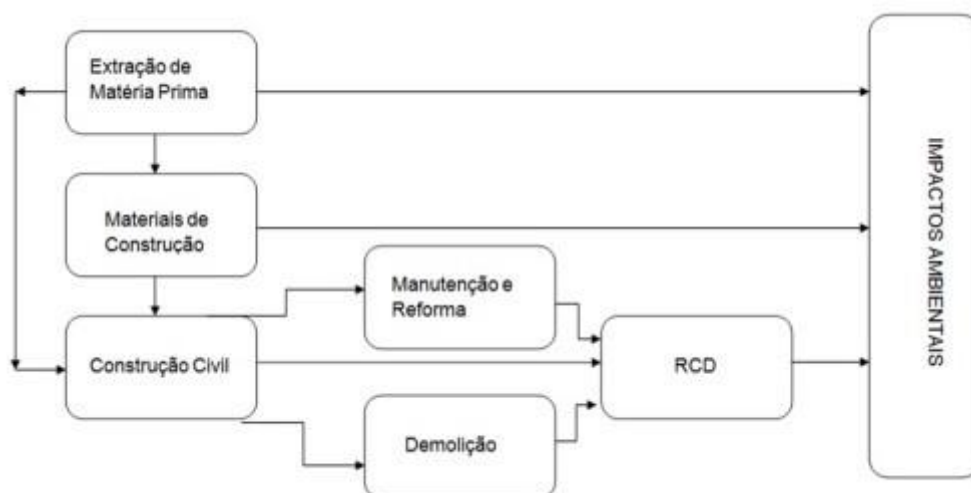 Extração de
Matéria Prima
Materiais de
Construção
Manutenção e
Reforma
Construção Civil
RCD
Demolição
IMPACTOS AMBIENTAIS